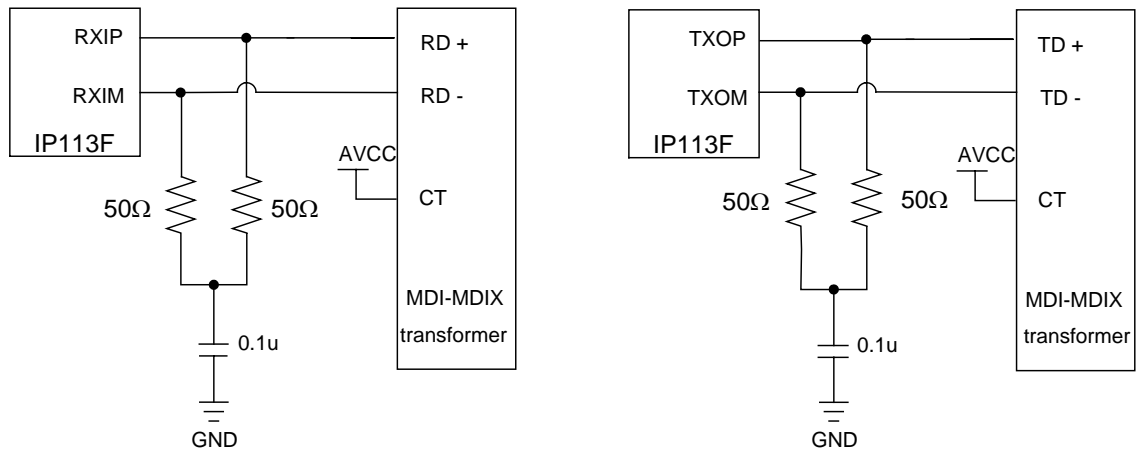 RXIP
RD +
RXIM
RD -
IP113F
AVCC
CT
50Ω
50Ω
MDI-MDIX
transformer
0.1u
GND
TXOP
TD +
TXOM
TD -
IP113F
AVCC
CT
50Ω
50Ω
MDI-MDIX
transformer
0.1u
GND